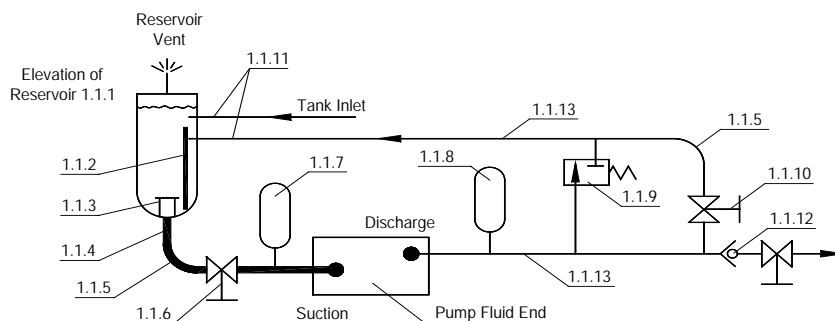 Reservoir
Vent
Elevation of
Reservoir 1.1.1
1.1.11
Tank Inlet
1.1.13
1.1.5
1.1.2
1.1.7
1.1.8
1.1.9
1.1.10
1.1.3
1.1.4
Discharge
1.1.12
1.1.5
1.1.13
1.1.6
Suction
Pump Fluid End